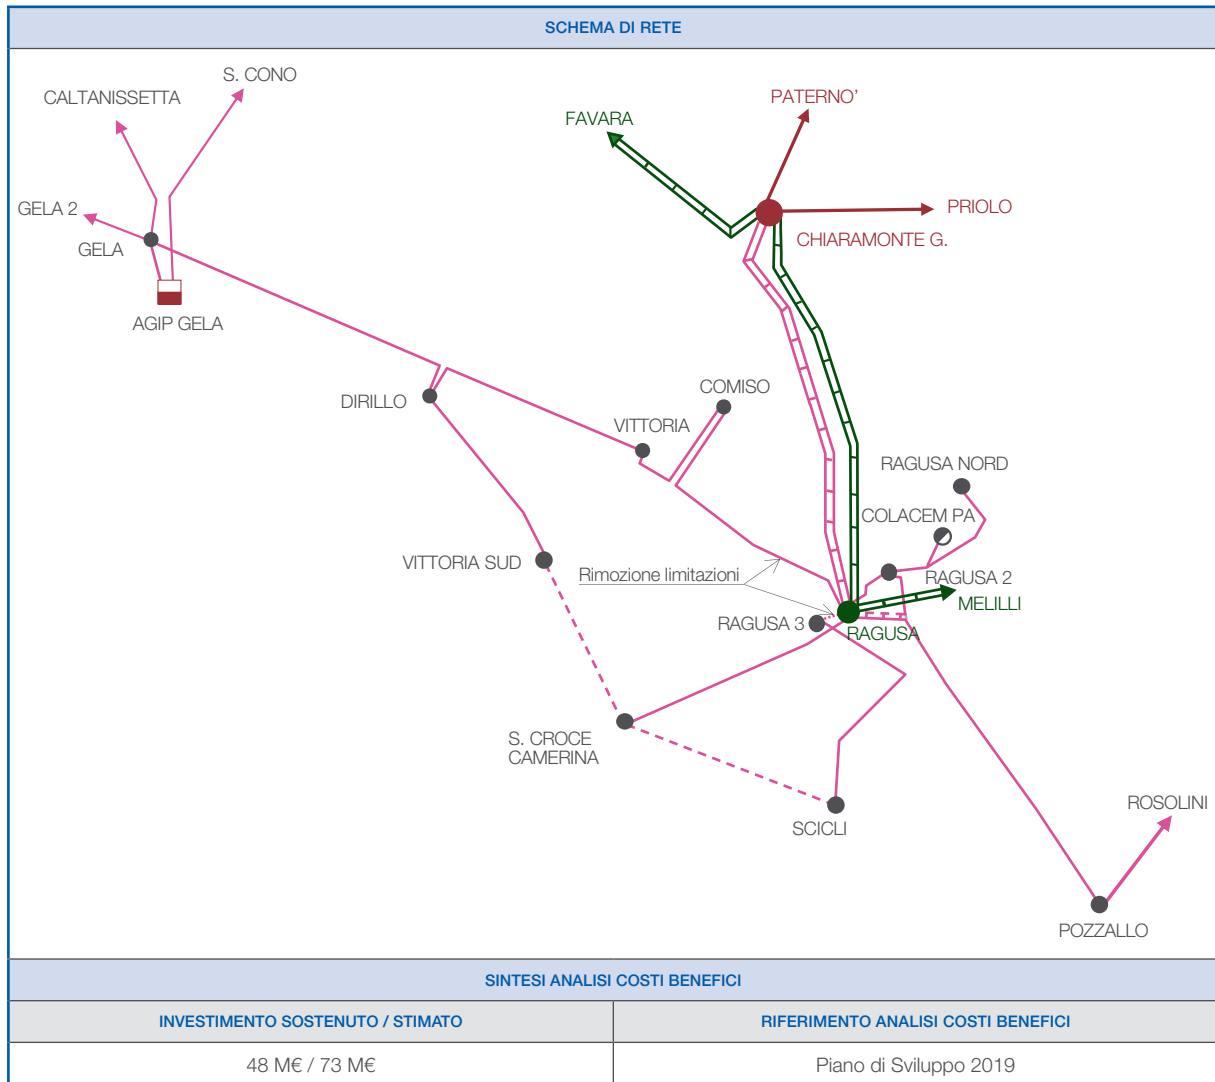 SCHEMA DI RETE
S. CONO
CALTANISSETTA
PATERNO'
FAVARA
GELA 2
PRIOLO
GELA
CHIARAMONTE G.
AGIP GELA
COMISO
DIRILLO
VITTORIA
RAGUSA NORD
COLACEM PA
VITTORIA SUD
Rimozione limitazioni
RAGUSA 2
MELILLI
RAGUSA 3
RAGUSA
S. CROCE
CAMERINA
ROSOLINI
SCICLI
POZZALLO
SINTESI ANALISI COSTI BENEFICI
INVESTIMENTO SOSTENUTO / STIMATO
RIFERIMENTO ANALISI COSTI BENEFICI
48 M€ / 73 M€
Piano di Sviluppo 2019